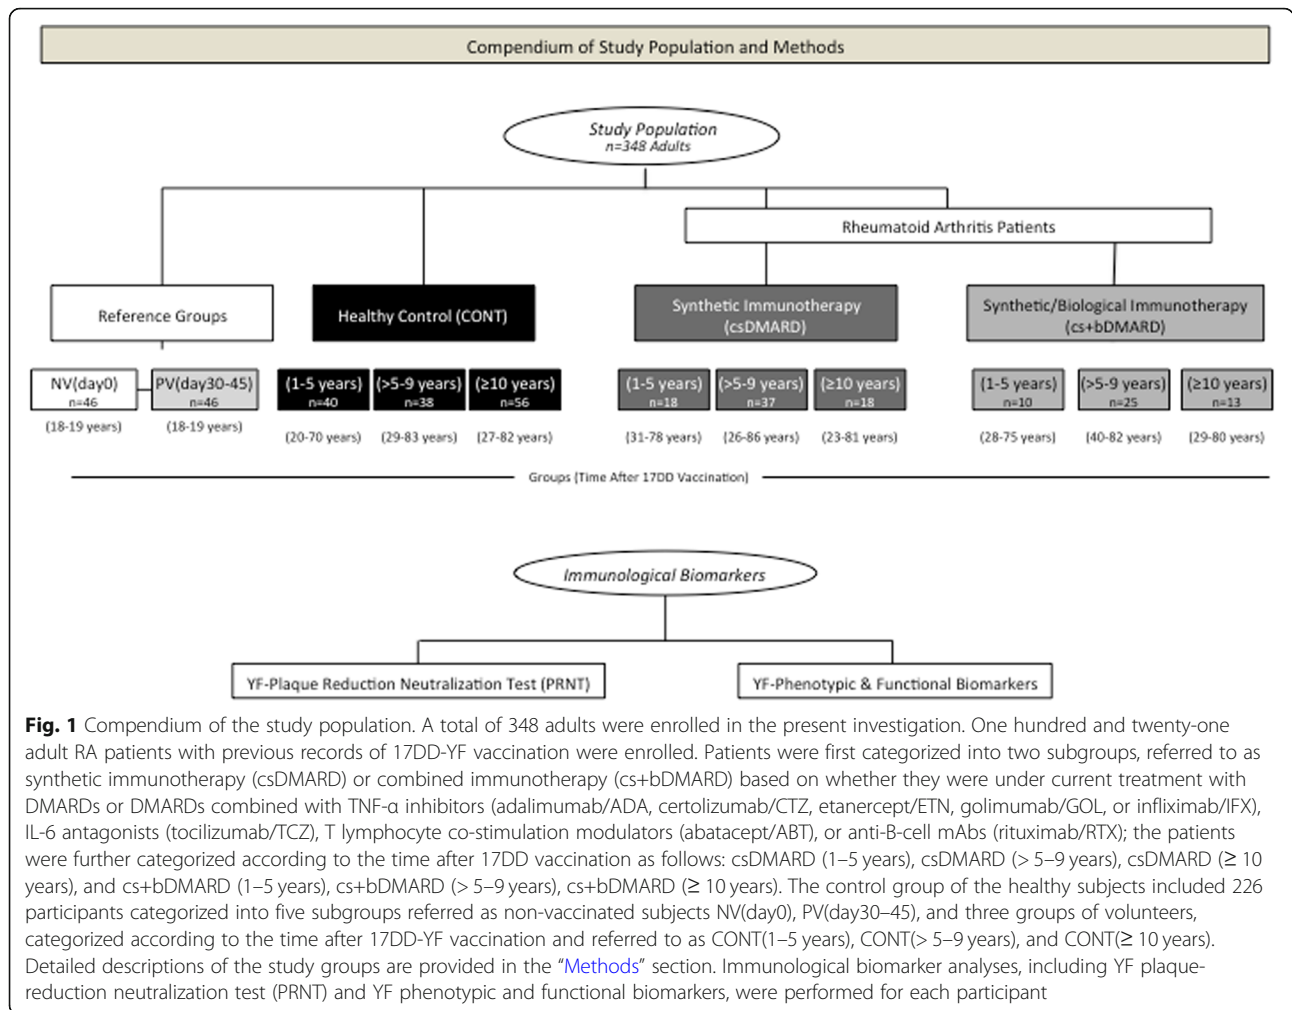 Compendium of Study Population and Methods
Study Population
n=348 Adults
Rheumatoid Arthritis Patients
Reference Groups
Healthy Control (CONT)
Synthetic Immunotherapy
(csDMARD)
Synthetic/Biological Immunotherapy
(cs+bDMARD)
NV(day0)
n=46
PV(day30-45)
n=46
(1-5 years)
n=40
(>5-9 years)
n=38
(≥10 years)
n=56
(1-5 years)
n=18
(>5-9 years)
n=37
(≥10 years)
n=18
(1-5 years)
n=10
(>5-9 years)
n=25
(≥10 years)
n=13
(18-19 years)
(18-19 years)
(20-70 years)
(29-83 years)
(27-82 years)
(31-78 years)
(26-86 years)
(23-81 years)
(28-75 years)
(40-82 years)
(29-80 years)
Groups (Time After 17DD Vaccination)
Immunological Biomarkers
YF-Plaque Reduction Neutralization Test (PRNT)
YF-Phenotypic & Functional Biomarkers
Fig. 1 Compendium of the study population. A total of 348 adults were enrolled in the present investigation. One hundred and twenty-one
adult RA patients with previous records of 17DD-YF vaccination were enrolled. Patients were first categorized into two subgroups, referred to as
synthetic immunotherapy (csDMARD) or combined immunotherapy (cs+bDMARD) based on whether they were under current treatment with
DMARDs or DMARDs combined with TNF-α inhibitors (adalimumab/ADA, certolizumab/CTZ, etanercept/ETN, golimumab/GOL, or infliximab/IFX),
IL-6 antagonists (tocilizumab/TCZ), T lymphocyte co-stimulation modulators (abatacept/ABT), or anti-B-cell mAbs (rituximab/RTX); the patients
were further categorized according to the time after 17DD vaccination as follows: csDMARD (1–5 years), csDMARD (> 5–9 years), csDMARD (≥ 10
years), and cs+bDMARD (1–5 years), cs+bDMARD (> 5–9 years), cs+bDMARD (≥ 10 years). The control group of the healthy subjects included 226
participants categorized into five subgroups referred as non-vaccinated subjects NV(day0), PV(day30–45), and three groups of volunteers,
categorized according to the time after 17DD-YF vaccination and referred to as CONT(1–5 years), CONT(> 5–9 years), and CONT(≥ 10 years).
Detailed descriptions of the study groups are provided in the “Methods” section. Immunological biomarker analyses, including YF plaque-
reduction neutralization test (PRNT) and YF phenotypic and functional biomarkers, were performed for each participant